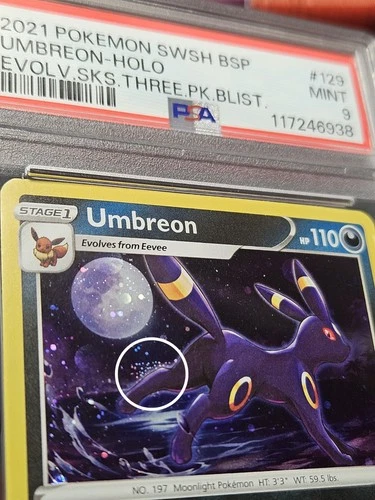 2021 POKEMON SWSH BSP #129
UMBREON-HOLO MINT
EVOLV.SKS.THREE.PK.BLIST. 9
PSA 117246938
STAGE 1 Umbreon HP 110
Evolves from Eevee
NO. 197 Moonlight Pokémon HT: 3'3" WT: 59.5 lbs.